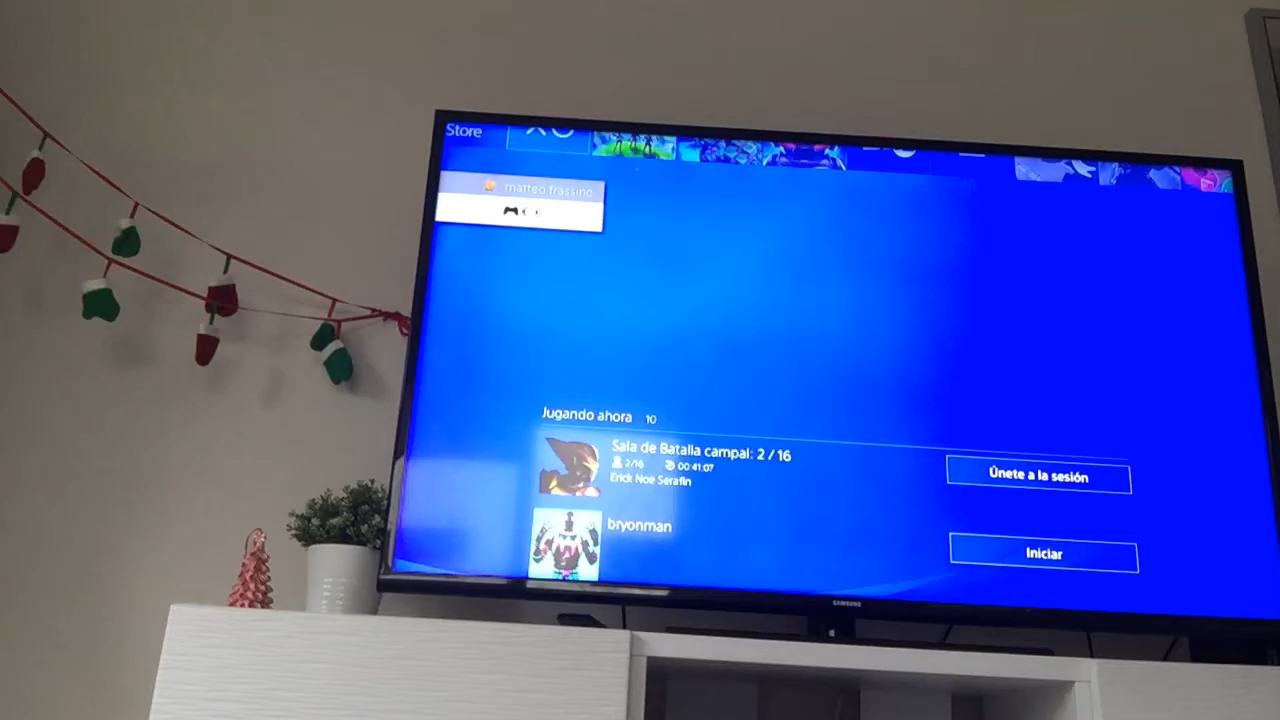 Store
matteo frassino
Jugando ahora 10
Sala de Batalla campal: 2 / 16
2/16 00:41:07
Erick Noe Serafin
Únete a la sesión
bryonman
Iniciar
SAMSUNG